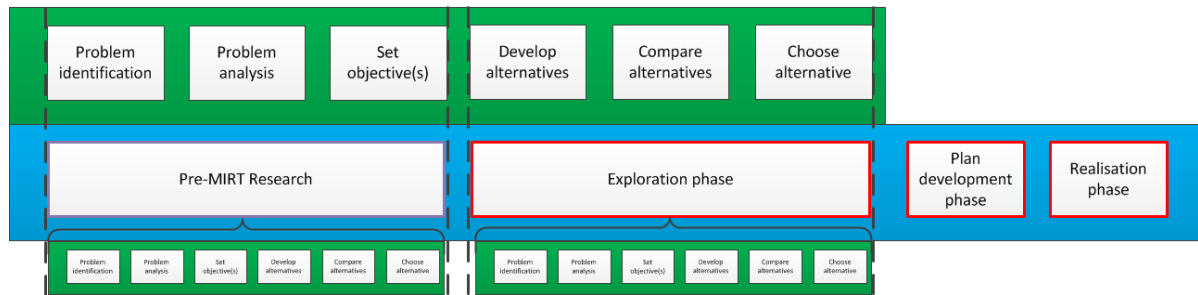 Problem
identification
Problem
analysis
Set
objective(s)
Develop
alternatives
Compare
alternatives
Choose
alternative
Pre-MIRT Research
Exploration phase
Plan
development
phase
Realisation
phase
Problem
identification
Problem
analysis
Set
objective(s)
Develop
alternatives
Compare
alternatives
Choose
alternative
Problem
identification
Problem
analysis
Set
objective(s)
Develop
alternatives
Compare
alternatives
Choose
alternative